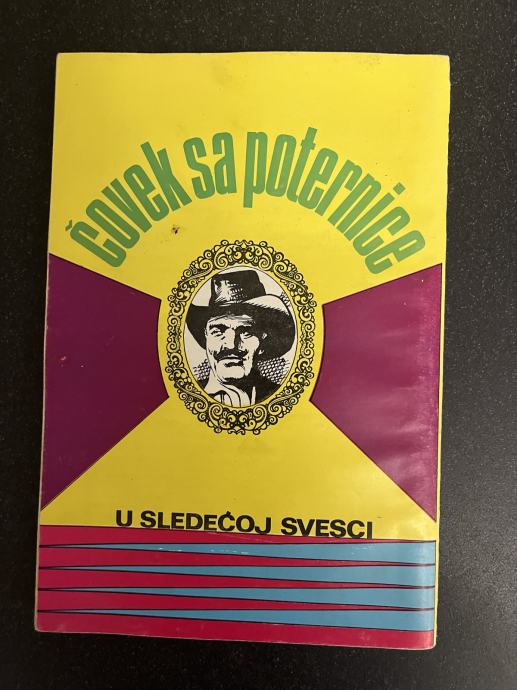 čovek sa poternice
U SLEDEĆOJ SVESCI